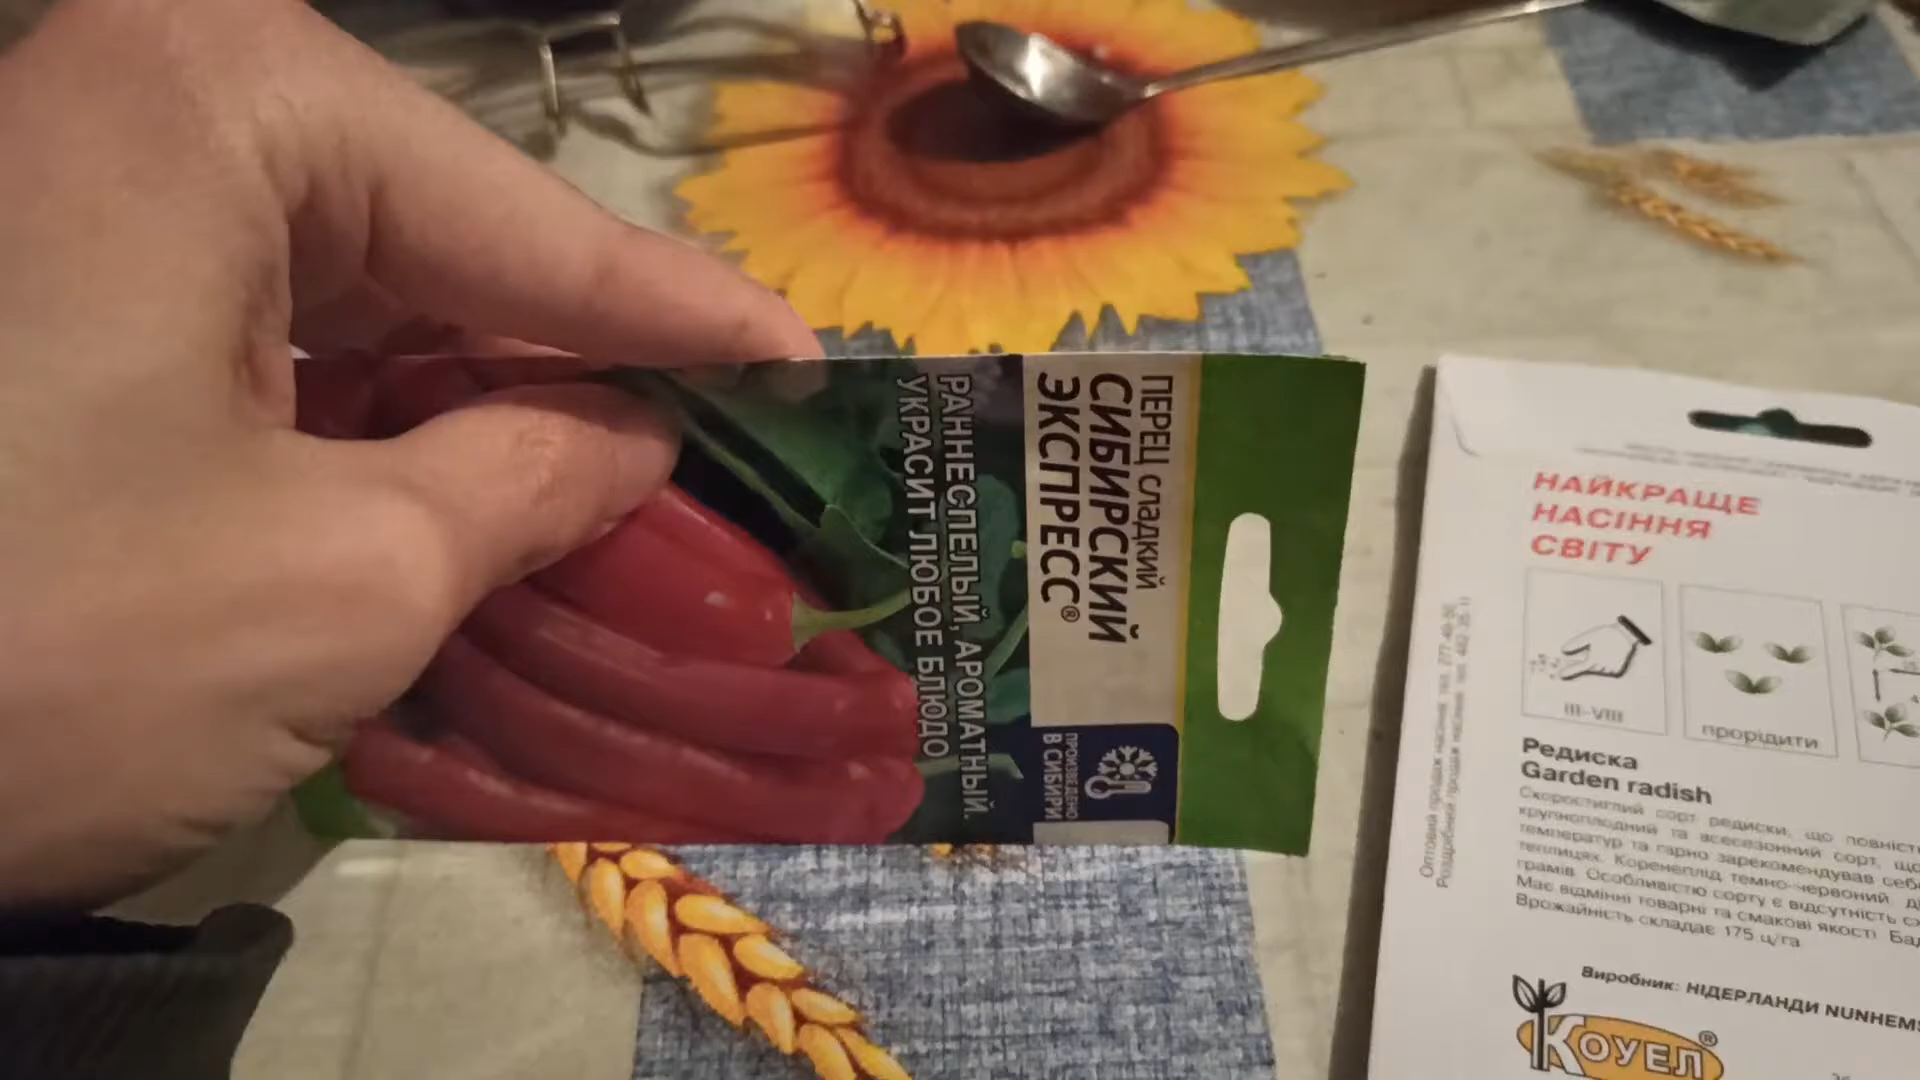 ПЕРЕЦ СЛАДКИЙ
СИБИРСКИЙ
ЭКСПРЕСС®
РАННЕСПЕЛЫЙ, АРОМАТНЫЙ.
УКРАСИТ ЛЮБОЕ БЛЮДО
ПРОИЗВЕДЕНО
В СИБИРИ
НАЙКРАЩЕ
НАСІННЯ
СВІТУ
III-VIII
прорідити
Редиска
Garden radish
Скоростиглий сорт редиски, що повніст
крупноплодний та всесезонний сорт, що
температур та гарно зарекомендував себ
теплицях. Коренеплід темно-червоний,
грамів. Особливістю сорту є відсутність
Має відмінні товарні та смакові якості.
Врожайність складає 175 ц/га
Виробник: НІДЕРЛАНДИ NUNHEMS
КОУЕЛ®